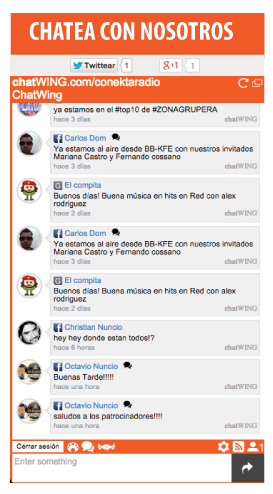 CHATEA CON NOSOTROS
Twittear 1 g+1 1
chatWING.com/conektaradio
ChatWing
ya estamos en el #top10 de #ZONAGRUPERA
hace 3 días chatWING
Carlos Dom
Ya estamos al aire desde BB-KFE con nuestros invitados
Mariana Castro y Fernando cossano
hace 3 días chatWING
El compita
Buenos días! Buena música en hits en Red con alex
rodriguez
hace 2 días chatWING
Carlos Dom
Ya estamos al aire desde BB-KFE con nuestros invitados
Mariana Castro y Fernando cossano
hace 3 días chatWING
El compita
Buenos días! Buena música en hits en Red con alex
rodriguez
hace 2 días chatWING
Christian Nuncio
hey hey donde estan todos!?
hace 6 horas chatWING
Octavio Nuncio
Buenas Tarde!!!!!
hace una hora chatWING
Octavio Nuncio
saludos a los patrocinadores!!!!
hace una hora chatWING
Cerrar sesión 1
Enter something